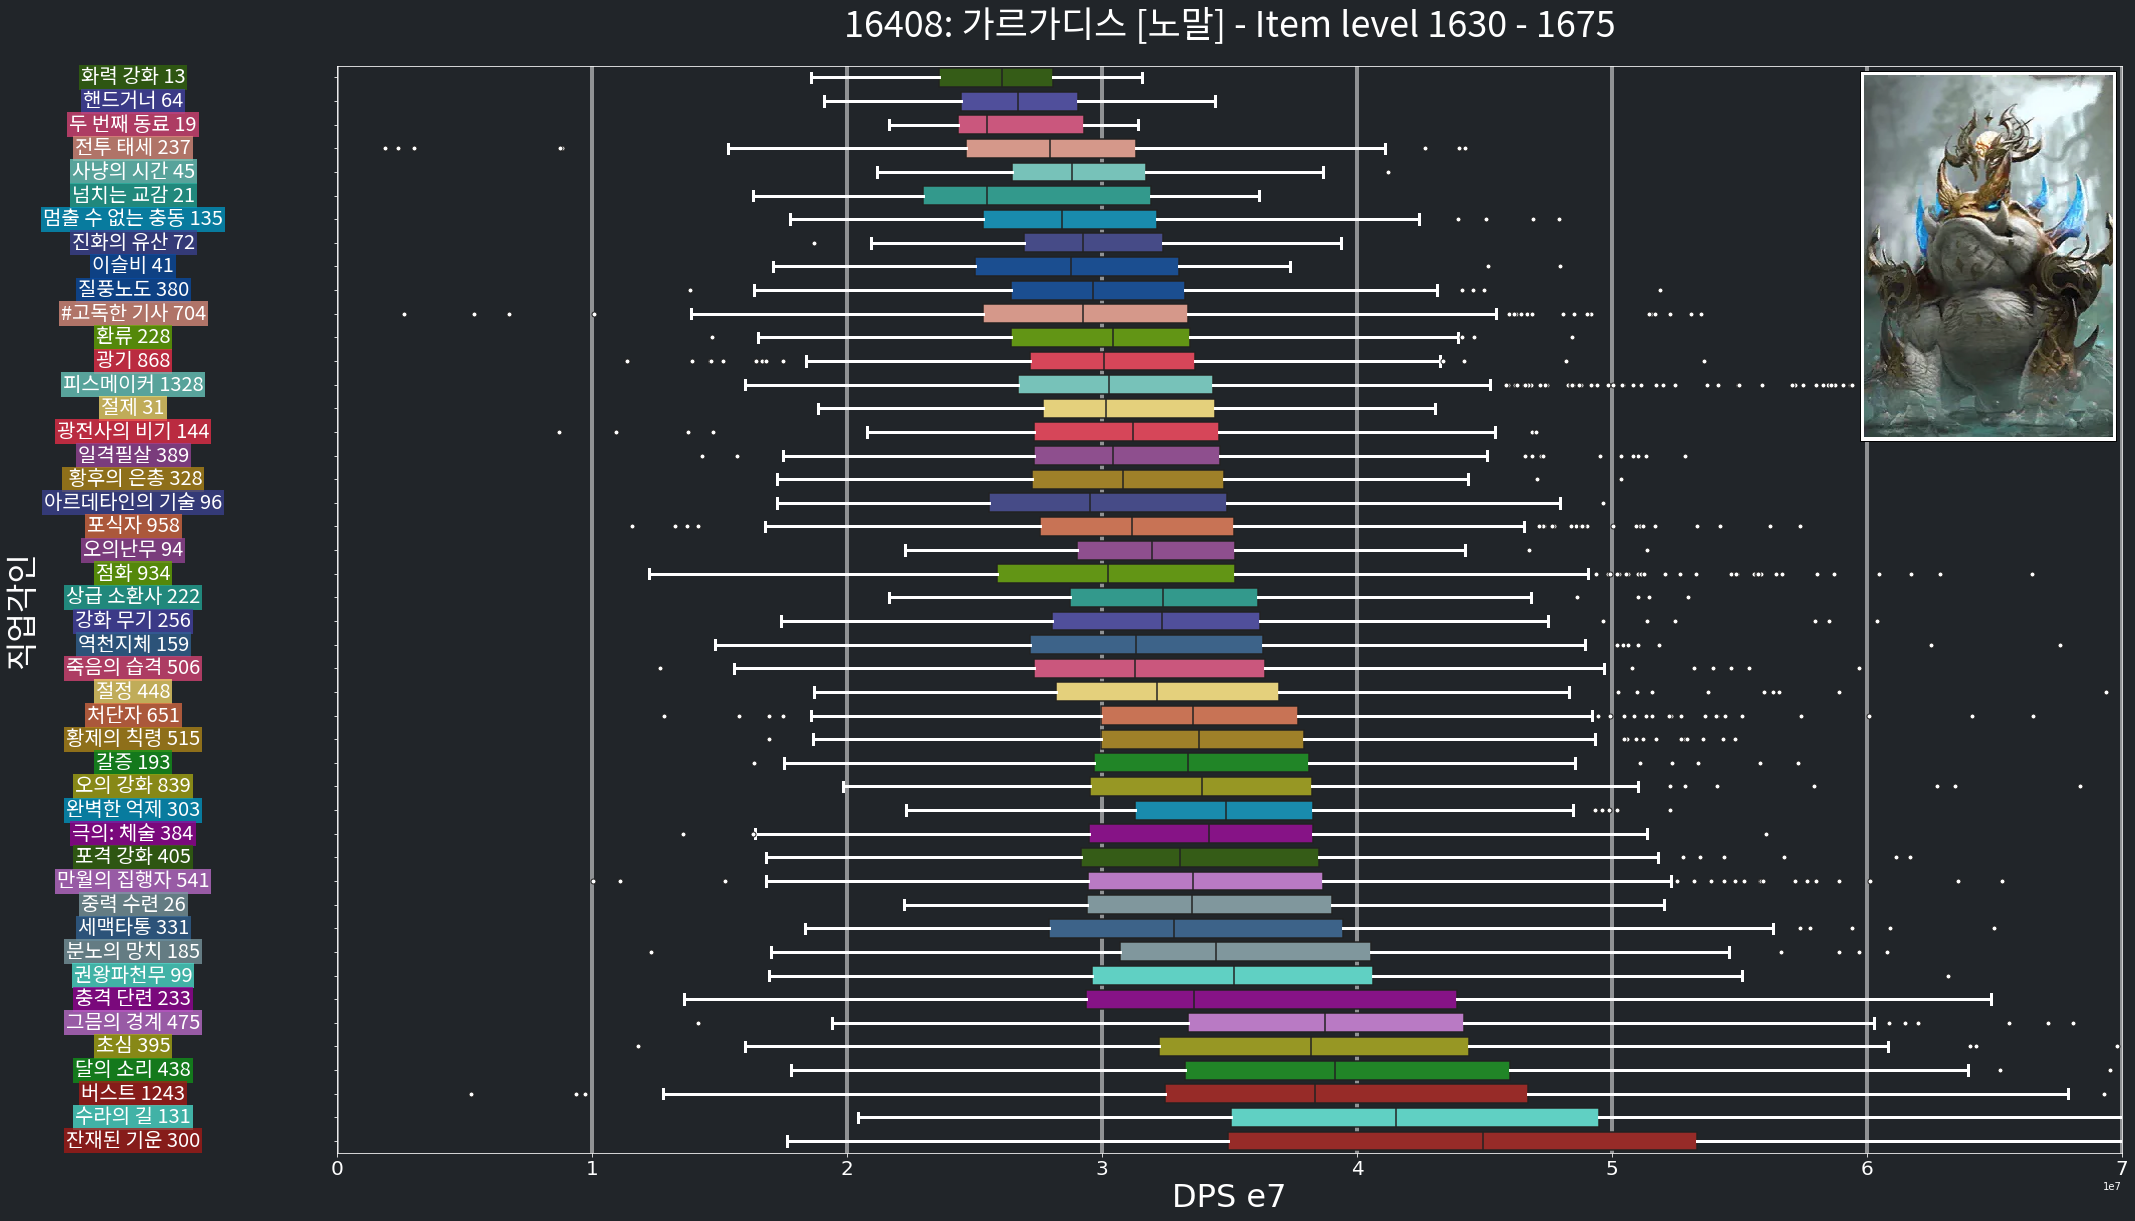 16408: 가르가디스 [노말] - Item level 1630 - 1675
화력 강화 13
핸드거너 64
두 번째 동료 19
전투 태세 237
사냥의 시간 45
넘치는 교감 21
멈출 수 없는 충동 135
진화의 유산 72
이슬비 41
질풍노도 380
#고독한 기사 704
환류 228
광기 868
피스메이커 1328
절제 31
광전사의 비기 144
일격필살 389
황후의 은총 328
아르데타인의 기술 96
포식자 958
오의난무 94
점화 934
상급 소환사 222
강화 무기 256
역천지체 159
죽음의 습격 506
절정 448
처단자 651
황제의 칙령 515
갈증 193
오의 강화 839
완벽한 억제 303
극의: 체술 384
포격 강화 405
만월의 집행자 541
중력 수련 26
세맥타통 331
분노의 망치 185
권왕파천무 99
충격 단련 233
그믐의 경계 475
초심 395
달의 소리 438
버스트 1243
수라의 길 131
잔재된 기운 300
직업각인
0 1 2 3 4 5 6 7
1e7
DPS e7